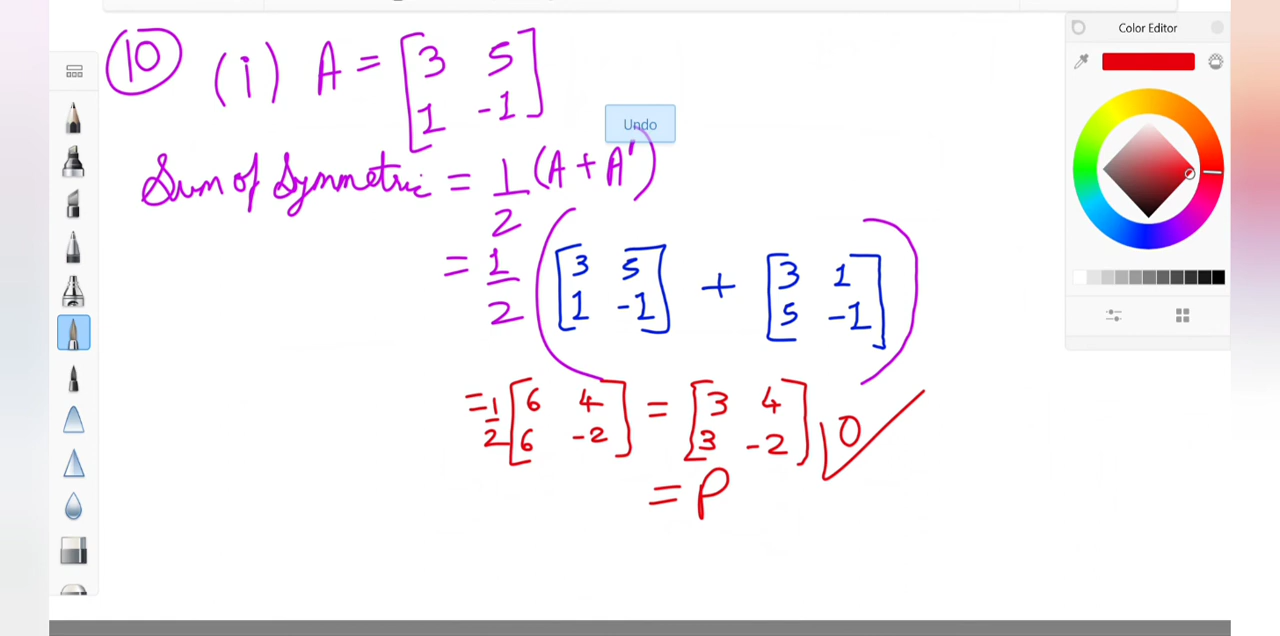 Color Editor
(10) (i) A = [3 5
1 -1]
Undo
Sum of Symmetric = 1/2 (A + A')
= 1/2 ([3 5
1 -1] + [3 1
5 -1])
= 1/2 [6 4
6 -2] = [3 4
3 -2] 0
= P